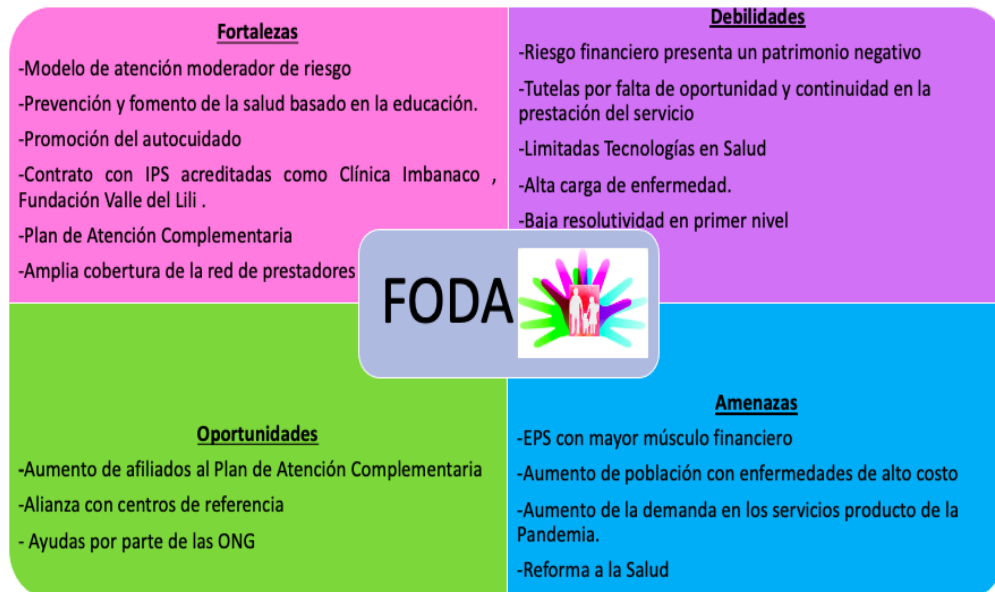 Fortalezas
-Modelo de atención moderador de riesgo
-Prevención y fomento de la salud basado en la educación.
-Promoción del autocuidado
-Contrato con IPS acreditadas como Clínica Imbanaco ,
Fundación Valle del Lili .
-Plan de Atención Complementaria
-Amplia cobertura de la red de prestadores
Debilidades
-Riesgo financiero presenta un patrimonio negativo
-Tutelas por falta de oportunidad y continuidad en la
prestación del servicio
-Limitadas Tecnologías en Salud
-Alta carga de enfermedad.
-Baja resolutividad en primer nivel
FODA
Oportunidades
-Aumento de afiliados al Plan de Atención Complementaria
-Alianza con centros de referencia
- Ayudas por parte de las ONG
Amenazas
-EPS con mayor músculo financiero
-Aumento de población con enfermedades de alto costo
-Aumento de la demanda en los servicios producto de la
Pandemia.
-Reforma a la Salud